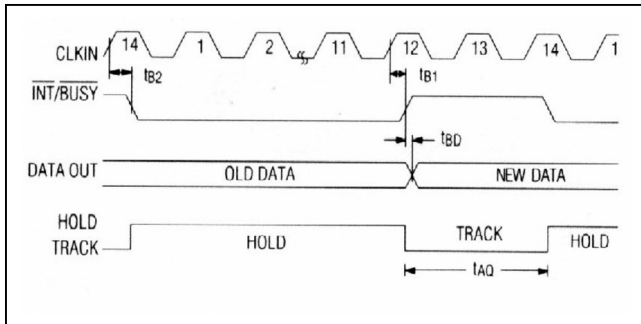 CLKIN 14 1 2 11 12 13 14 1
tB2 tB1
INT/BUSY
tBD
DATA OUT OLD DATA NEW DATA
HOLD
TRACK HOLD TRACK HOLD
tAQ